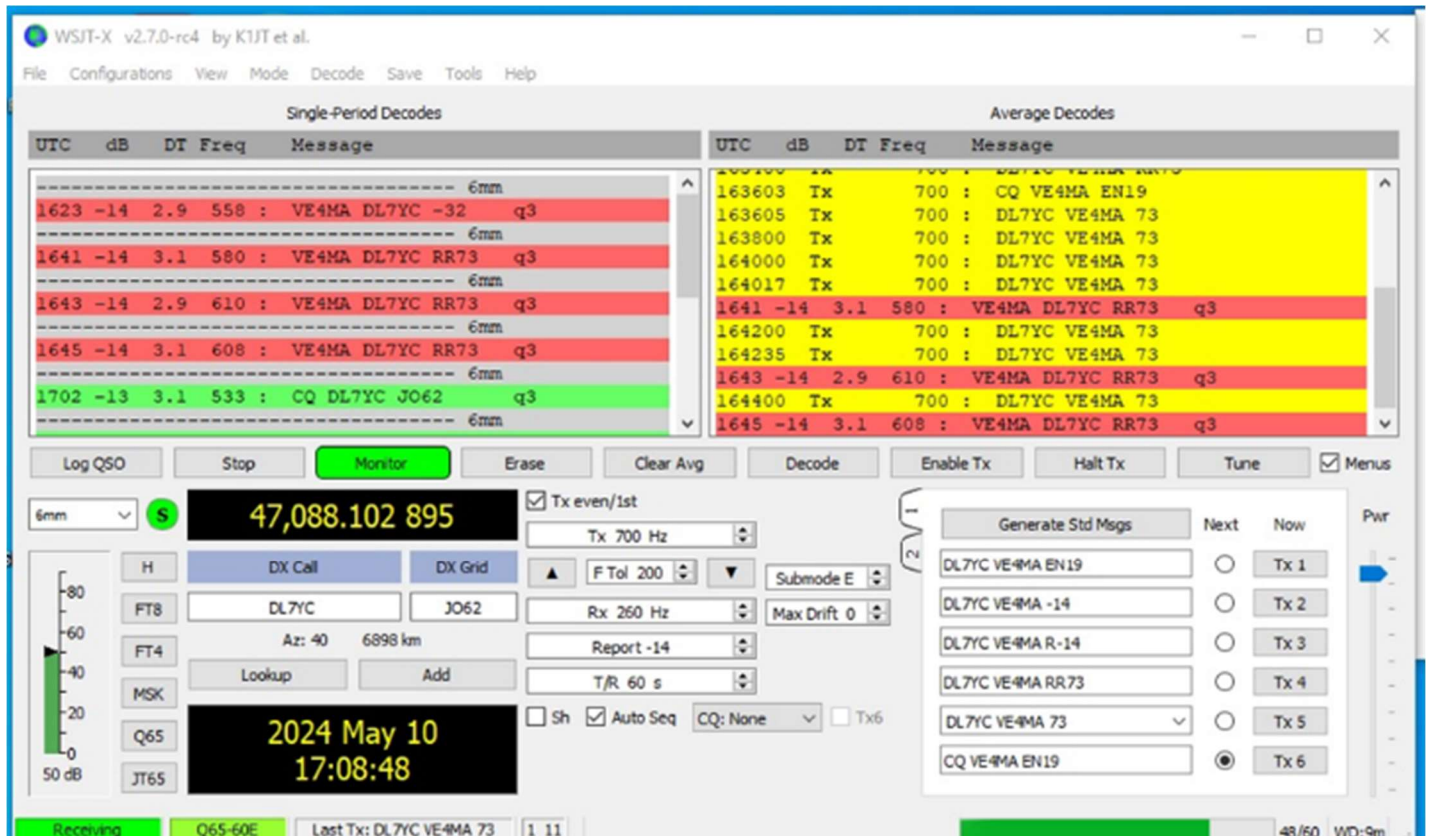 WSJT-X v2.7.0-rc4 by K1JT et al.
File Configurations View Mode Decode Save Tools Help
Single-Period Decodes
UTC dB DT Freq Message
---------------------------------------- 6mm
1623 -14 2.9 558 : VE4MA DL7YC -32 q3
---------------------------------------- 6mm
1641 -14 3.1 580 : VE4MA DL7YC RR73 q3
---------------------------------------- 6mm
1643 -14 2.9 610 : VE4MA DL7YC RR73 q3
---------------------------------------- 6mm
1645 -14 3.1 608 : VE4MA DL7YC RR73 q3
---------------------------------------- 6mm
1702 -13 3.1 533 : CQ DL7YC JO62 q3
---------------------------------------- 6mm
Average Decodes
UTC dB DT Freq Message
163603 Tx 700 : CQ VE4MA EN19
163605 Tx 700 : DL7YC VE4MA 73
163800 Tx 700 : DL7YC VE4MA 73
164000 Tx 700 : DL7YC VE4MA 73
164017 Tx 700 : DL7YC VE4MA 73
1641 -14 3.1 580 : VE4MA DL7YC RR73 q3
164200 Tx 700 : DL7YC VE4MA 73
164235 Tx 700 : DL7YC VE4MA 73
1643 -14 2.9 610 : VE4MA DL7YC RR73 q3
164400 Tx 700 : DL7YC VE4MA 73
1645 -14 3.1 608 : VE4MA DL7YC RR73 q3
Log QSO Stop Monitor Erase Clear Avg Decode Enable Tx Halt Tx Tune Menus
6mm S 47,088.102 895
Tx even/1st
Tx 700 Hz
F Tol 200 Submode E
Rx 260 Hz Max Drift 0
Report -14
T/R 60 s
Sh Auto Seq CQ: None Tx6
H
FT8
FT4
MSK
Q65
JT65
DX Call DX Grid
DL7YC JO62
Az: 40 6898 km
Lookup Add
2024 May 10
17:08:48
80
60
40
20
0
50 dB
1
2
Generate Std Msgs Next Now Pwr
DL7YC VE4MA EN19 Tx 1
DL7YC VE4MA -14 Tx 2
DL7YC VE4MA R-14 Tx 3
DL7YC VE4MA RR73 Tx 4
DL7YC VE4MA 73 Tx 5
CQ VE4MA EN19 Tx 6
Receiving Q65-60E Last Tx: DL7YC VE4MA 73 1 11 48/60 WD:9m